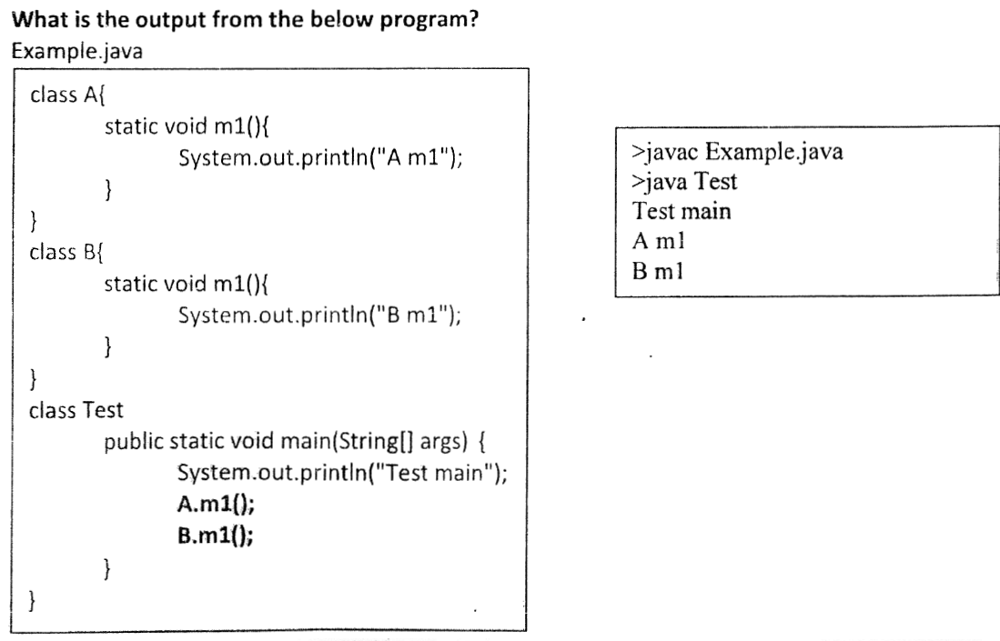 What is the output from the below program?
Example.java
class A{
static void m1(){
System.out.println("A m1");
}
}
class B{
static void m1(){
System.out.println("B m1");
}
}
class Test
public static void main(String[] args) {
System.out.println("Test main");
A.m1();
B.m1();
}
}
>javac Example.java
>java Test
Test main
A m1
B m1